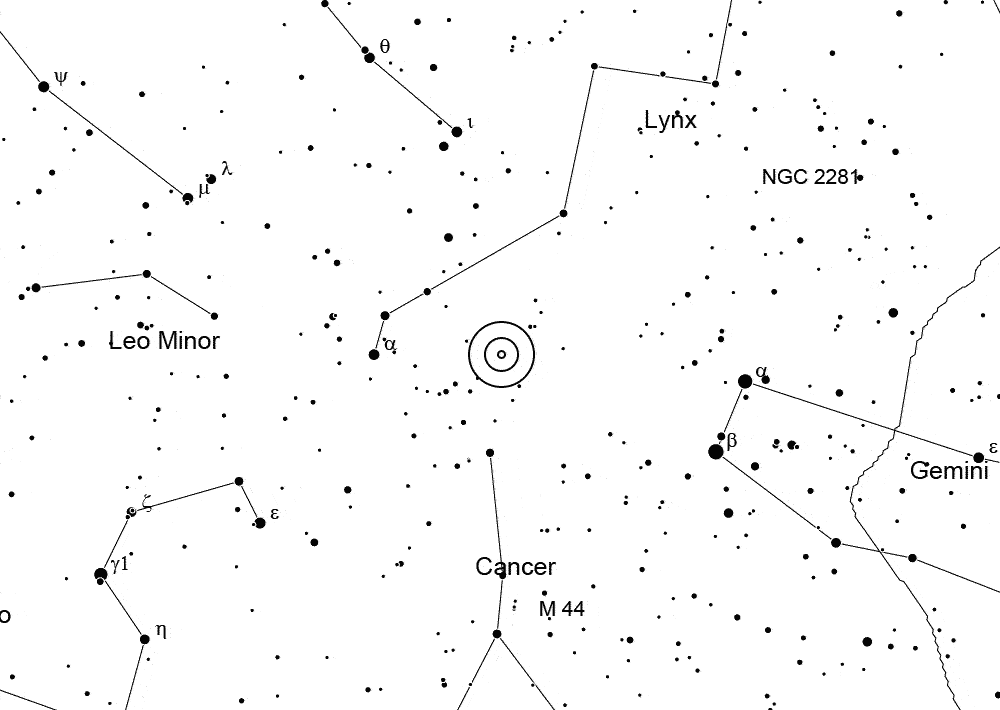 θ
ψ
ι
Lynx
λ
NGC 2281
μ
Leo Minor
α
α
β
ε
Gemini
ζ
ε
γ1
Cancer
M 44
o
η